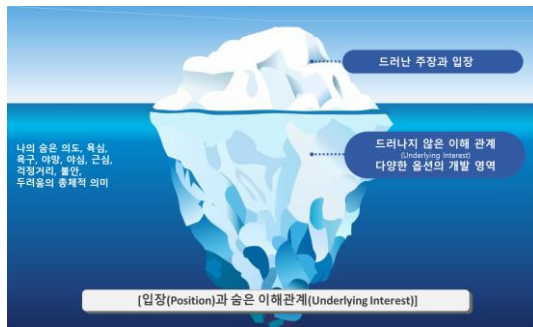 드러난 주장과 입장
나의 숨은 의도, 욕심,
욕구, 야망, 야심, 근심,
걱정거리, 불안,
두려움의 총체적 의미
드러나지 않은 이해 관계
(Underlying Interest)
다양한 옵션의 개발 영역
[입장(Position)과 숨은 이해관계(Underlying Interest)]